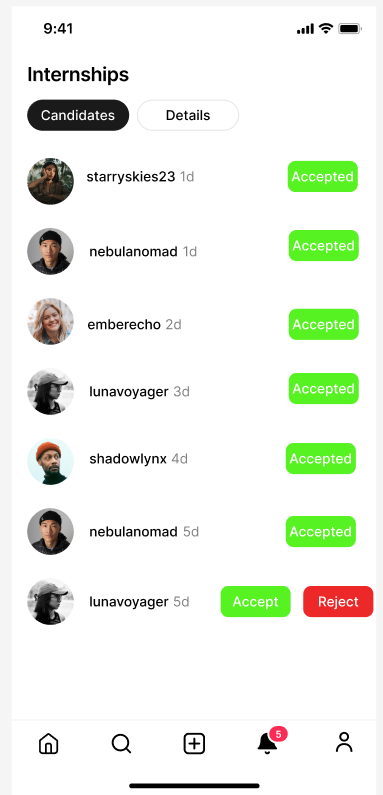 9:41
Internships
Candidates Details
starryskies23 1d Accepted
nebulanomad 1d Accepted
emberecho 2d Accepted
lunavoyager 3d Accepted
shadowlynx 4d Accepted
nebulanomad 5d Accepted
lunavoyager 5d Accept Reject
5